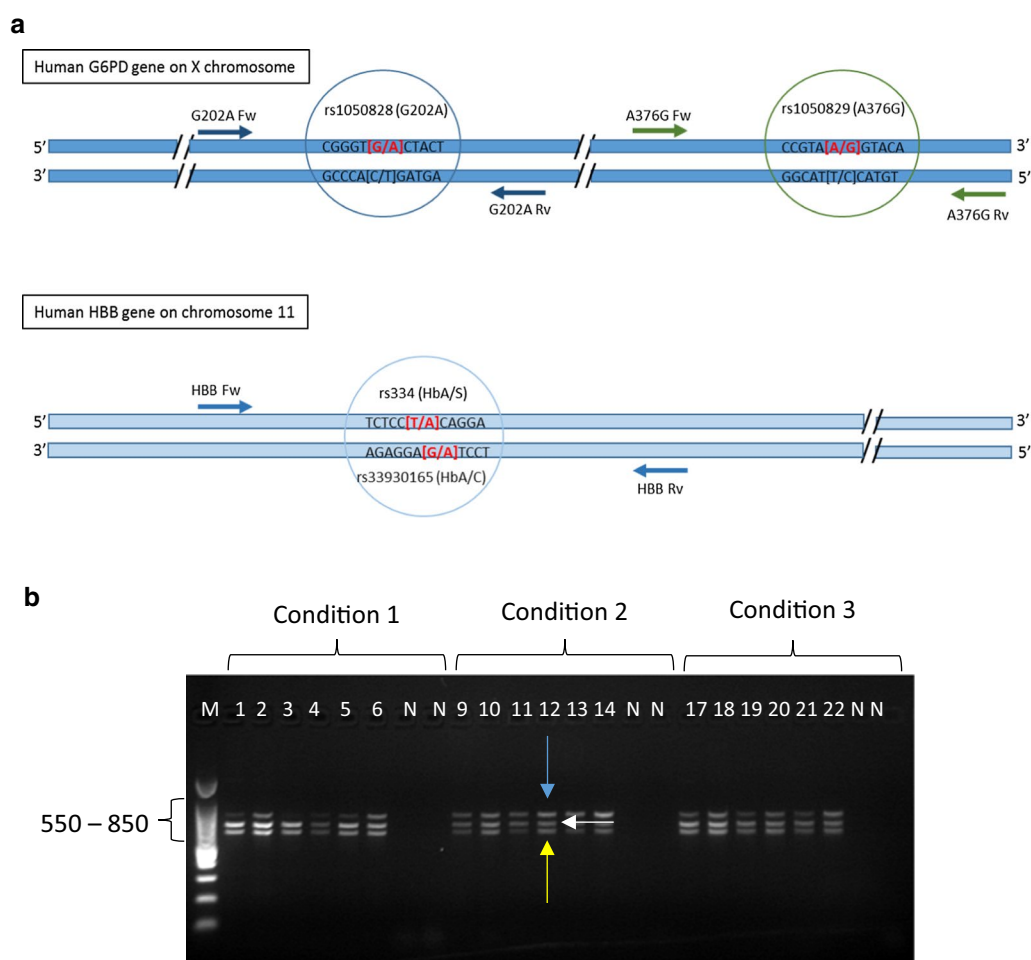 a
Human G6PD gene on X chromosome
G202A Fw
rs1050828 (G202A)
A376G Fw
rs1050829 (A376G)
5’ CGGGT[G/A]CTACT CCGTA[A/G]GTACA 3’
3’ GCCCA[C/T]GATGA GGCAT[T/C]CATGT 5’
G202A Rv
A376G Rv
Human HBB gene on chromosome 11
HBB Fw
rs334 (HbA/S)
5’ TCTCC[T/A]CAGGA 3’
3’ AGAGGA[G/A]TCCT 5’
rs33930165 (HbA/C)
HBB Rv
b
Condition 1 Condition 2 Condition 3
M 1 2 3 4 5 6 N N 9 10 11 12 13 14 N N 17 18 19 20 21 22 N N
550 – 850